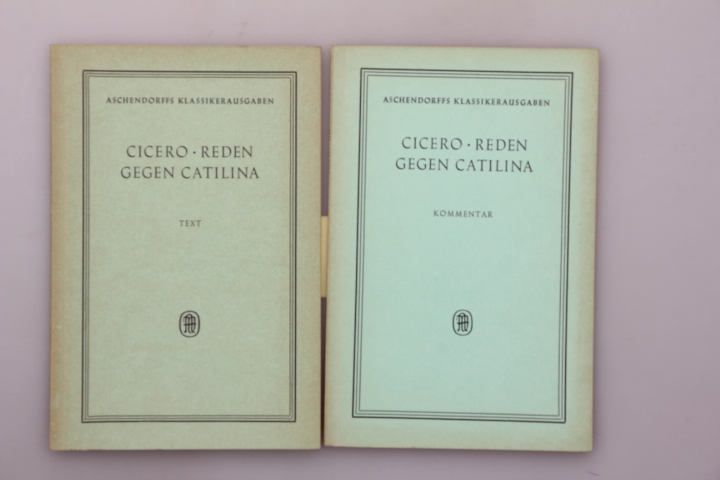 ASCHENDORFFS KLASSIKERAUSGABEN
CICERO · REDEN
GEGEN CATILINA
TEXT
ASCHENDORFFS KLASSIKERAUSGABEN
CICERO · REDEN
GEGEN CATILINA
KOMMENTAR